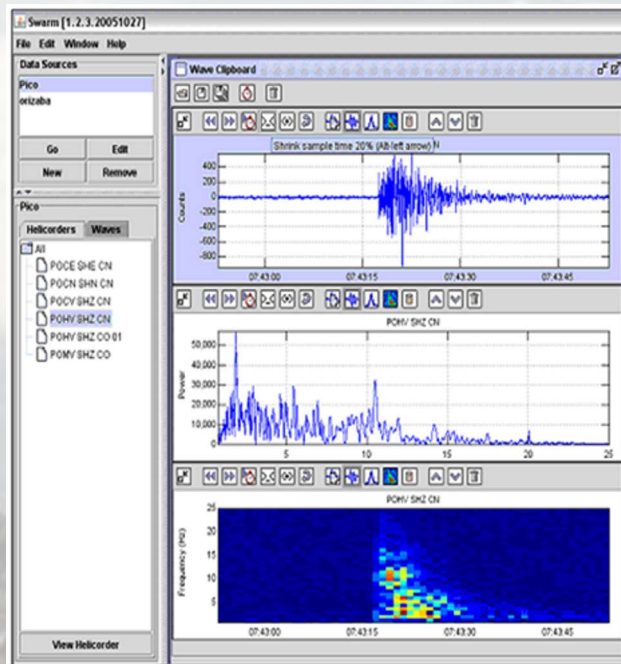 Swarm [1.2.3.20051027]
File Edit Window Help
Data Sources
Pico
orizaba
Go Edit
New Remove
Pico
Helicorders Waves
All
POCE SHE CN
POCN SHN CN
POCV SHZ CN
POHV SHZ CN
POHV SHZ CO 01
POMV SHZ CO
View Helicorder
Wave Clipboard
Shrink sample time 20% (Alt-left arrow) N
Counts
400
200
0
-200
-400
-600
-800
07:43:00 07:43:15 07:43:30 07:43:45
POHV SHZ CN
Power
50,000
40,000
30,000
20,000
10,000
0
5 10 15 20 25
POHV SHZ CN
Frequency (Hz)
25
20
15
10
5
07:43:00 07:43:15 07:43:30 07:43:45